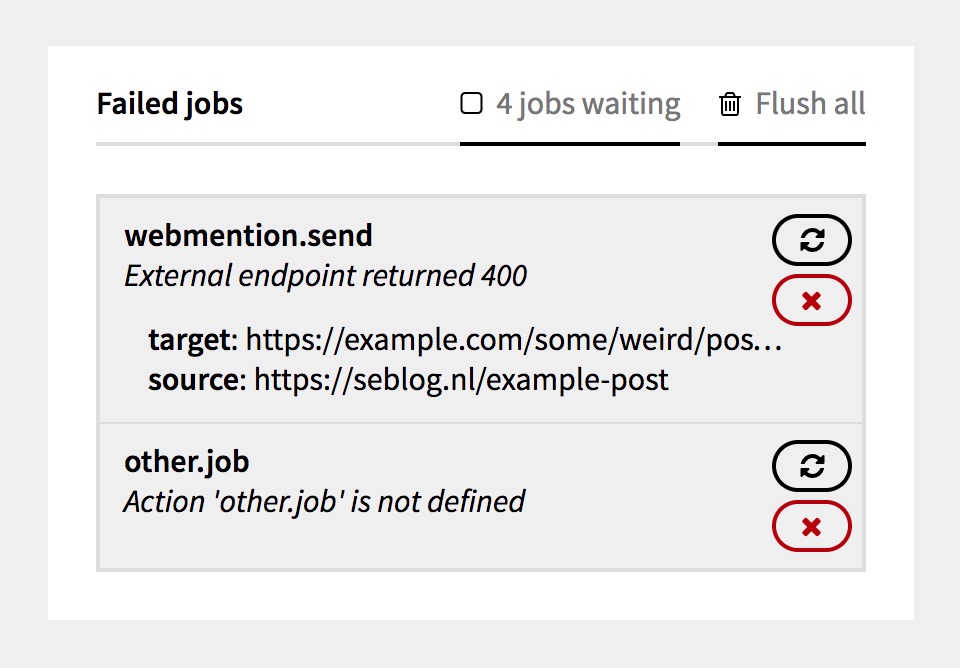 Failed jobs 4 jobs waiting Flush all
webmention.send
External endpoint returned 400
target: https://example.com/some/weird/pos…
source: https://seblog.nl/example-post
other.job
Action 'other.job' is not defined